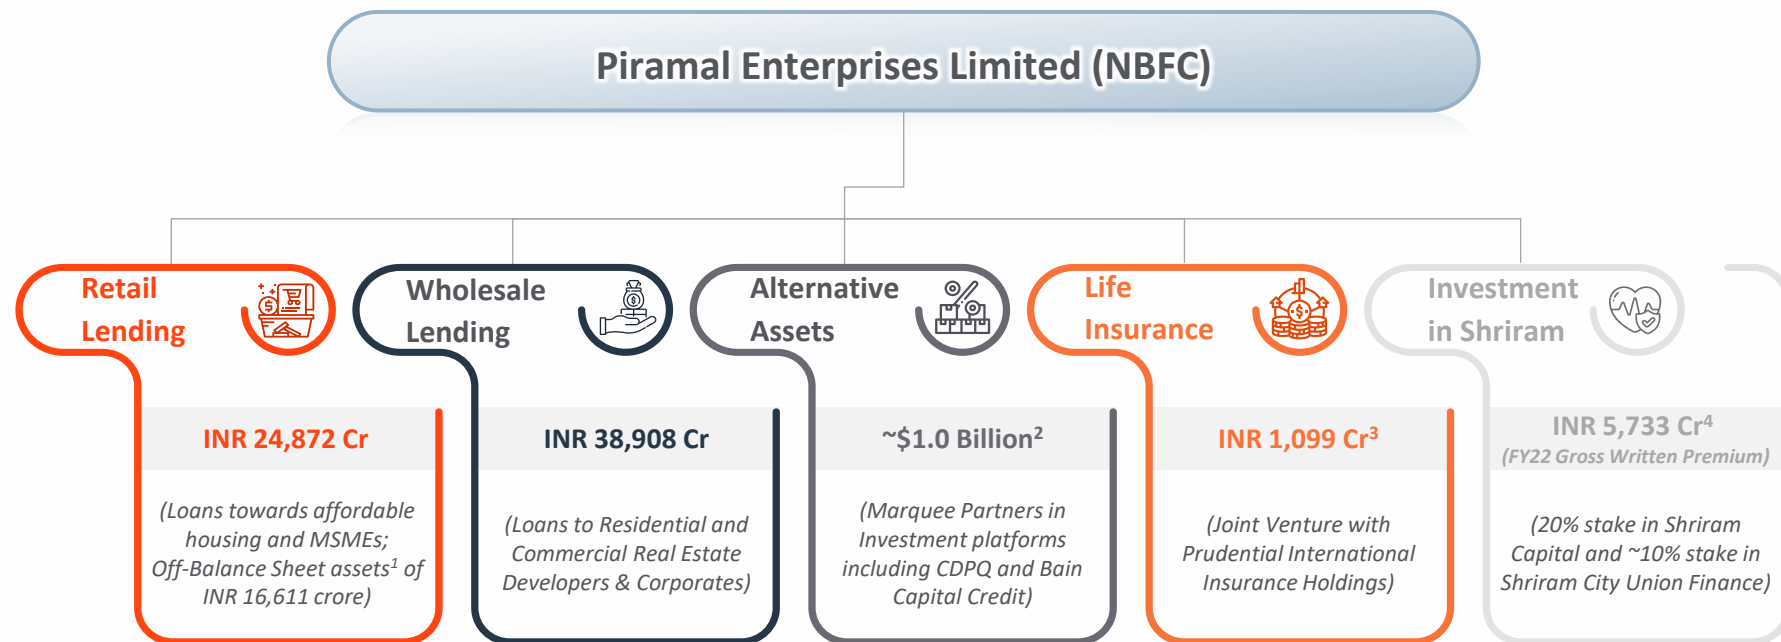 Piramal Enterprises Limited (NBFC)
Retail
Lending
INR 24,872 Cr
(Loans towards affordable
housing and MSMEs;
Off-Balance Sheet assets¹ of
INR 16,611 crore)
Wholesale
Lending
INR 38,908 Cr
(Loans to Residential and
Commercial Real Estate
Developers & Corporates)
Alternative
Assets
~$1.0 Billion²
(Marquee Partners in
Investment platforms
including CDPQ and Bain
Capital Credit)
Life
Insurance
INR 1,099 Cr³
(Joint Venture with
Prudential International
Insurance Holdings)
Investment
in Shriram
INR 5,733 Cr⁴
(FY22 Gross Written Premium)
(20% stake in Shriram
Capital and ~10% stake in
Shriram City Union Finance)